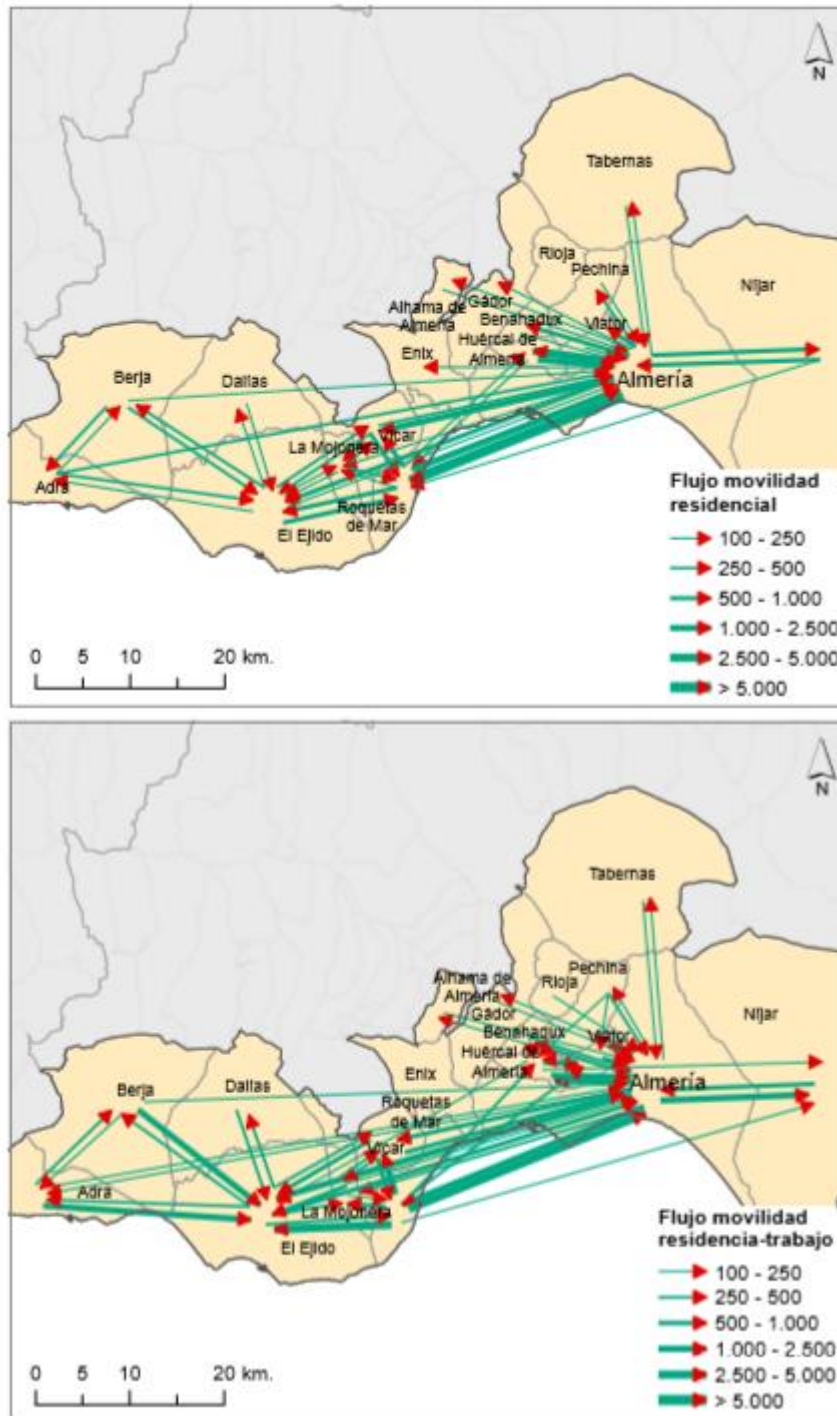 N
Tabernas
Rioja
Pechina
Níjar
Alhama de
Almería
Gádor
Benahadux
Viator
Huércal de
Almería
Enix
Almería
Berja
Dalías
La Mojonera
Vícar
Adra
Roquetas
de Mar
El Ejido
Flujo movilidad
residencial
100 - 250
250 - 500
500 - 1.000
1.000 - 2.500
2.500 - 5.000
> 5.000
0 5 10 20 km.
N
Tabernas
Pechina
Rioja
Alhama de
Almería
Gádor
Níjar
Benahadux
Viator
Huércal de
Almería
Enix
Almería
Berja
Dalías
Roquetas
de Mar
Vícar
Adra
La Mojonera
El Ejido
Flujo movilidad
residencia-trabajo
100 - 250
250 - 500
500 - 1.000
1.000 - 2.500
2.500 - 5.000
> 5.000
0 5 10 20 km.